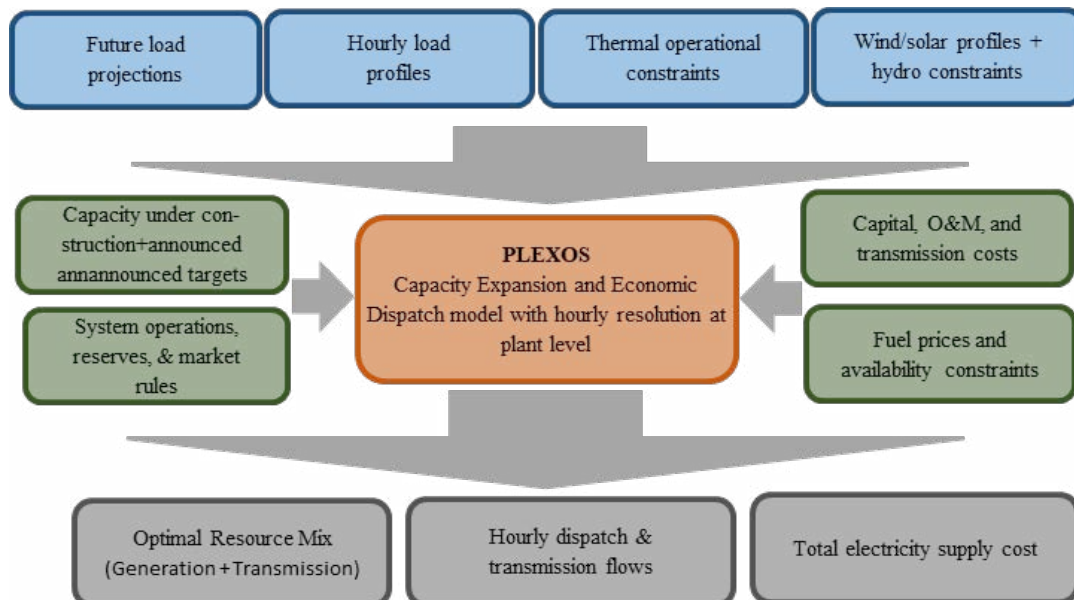 Future load
projections
Hourly load
profiles
Thermal operational
constraints
Wind/solar profiles +
hydro constraints
Capacity under con-
struction+announced
annannounced targets
System operations,
reserves, & market
rules
PLEXOS
Capacity Expansion and Economic
Dispatch model with hourly resolution at
plant level
Capital, O&M, and
transmission costs
Fuel prices and
availability constraints
Optimal Resource Mix
(Generation + Transmission)
Hourly dispatch &
transmission flows
Total electricity supply cost